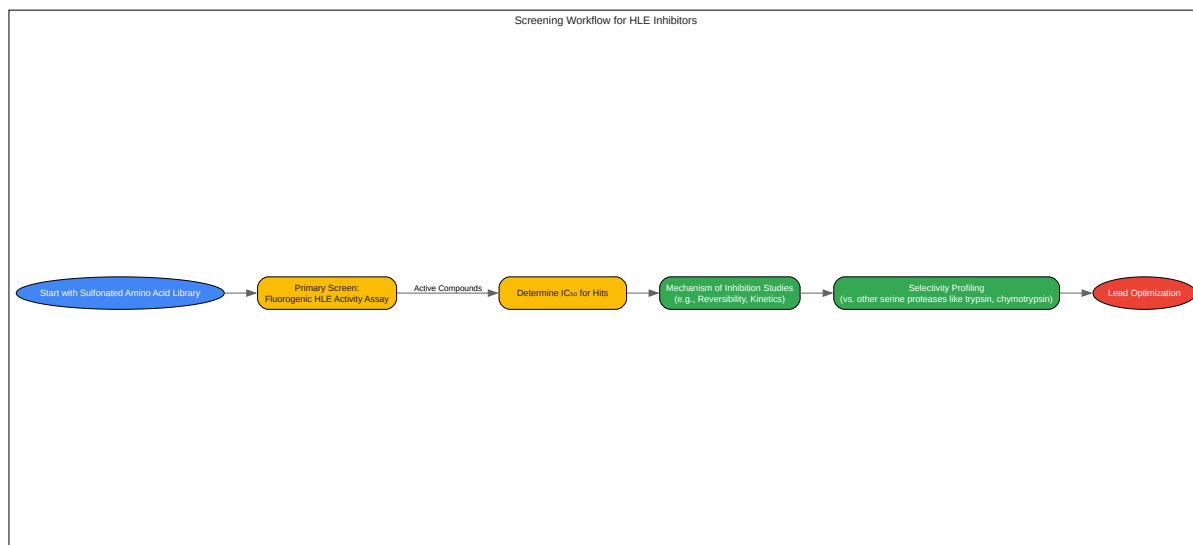 Screening Workflow for HLE Inhibitors
Start with Sulfonated Amino Acid Library
Primary Screen:
Fluorogenic HLE Activity Assay
Active Compounds
Determine IC₅₀ for Hits
Mechanism of Inhibition Studies
(e.g., Reversibility, Kinetics)
Selectivity Profiling
(vs. other serine proteases like trypsin, chymotrypsin)
Lead Optimization